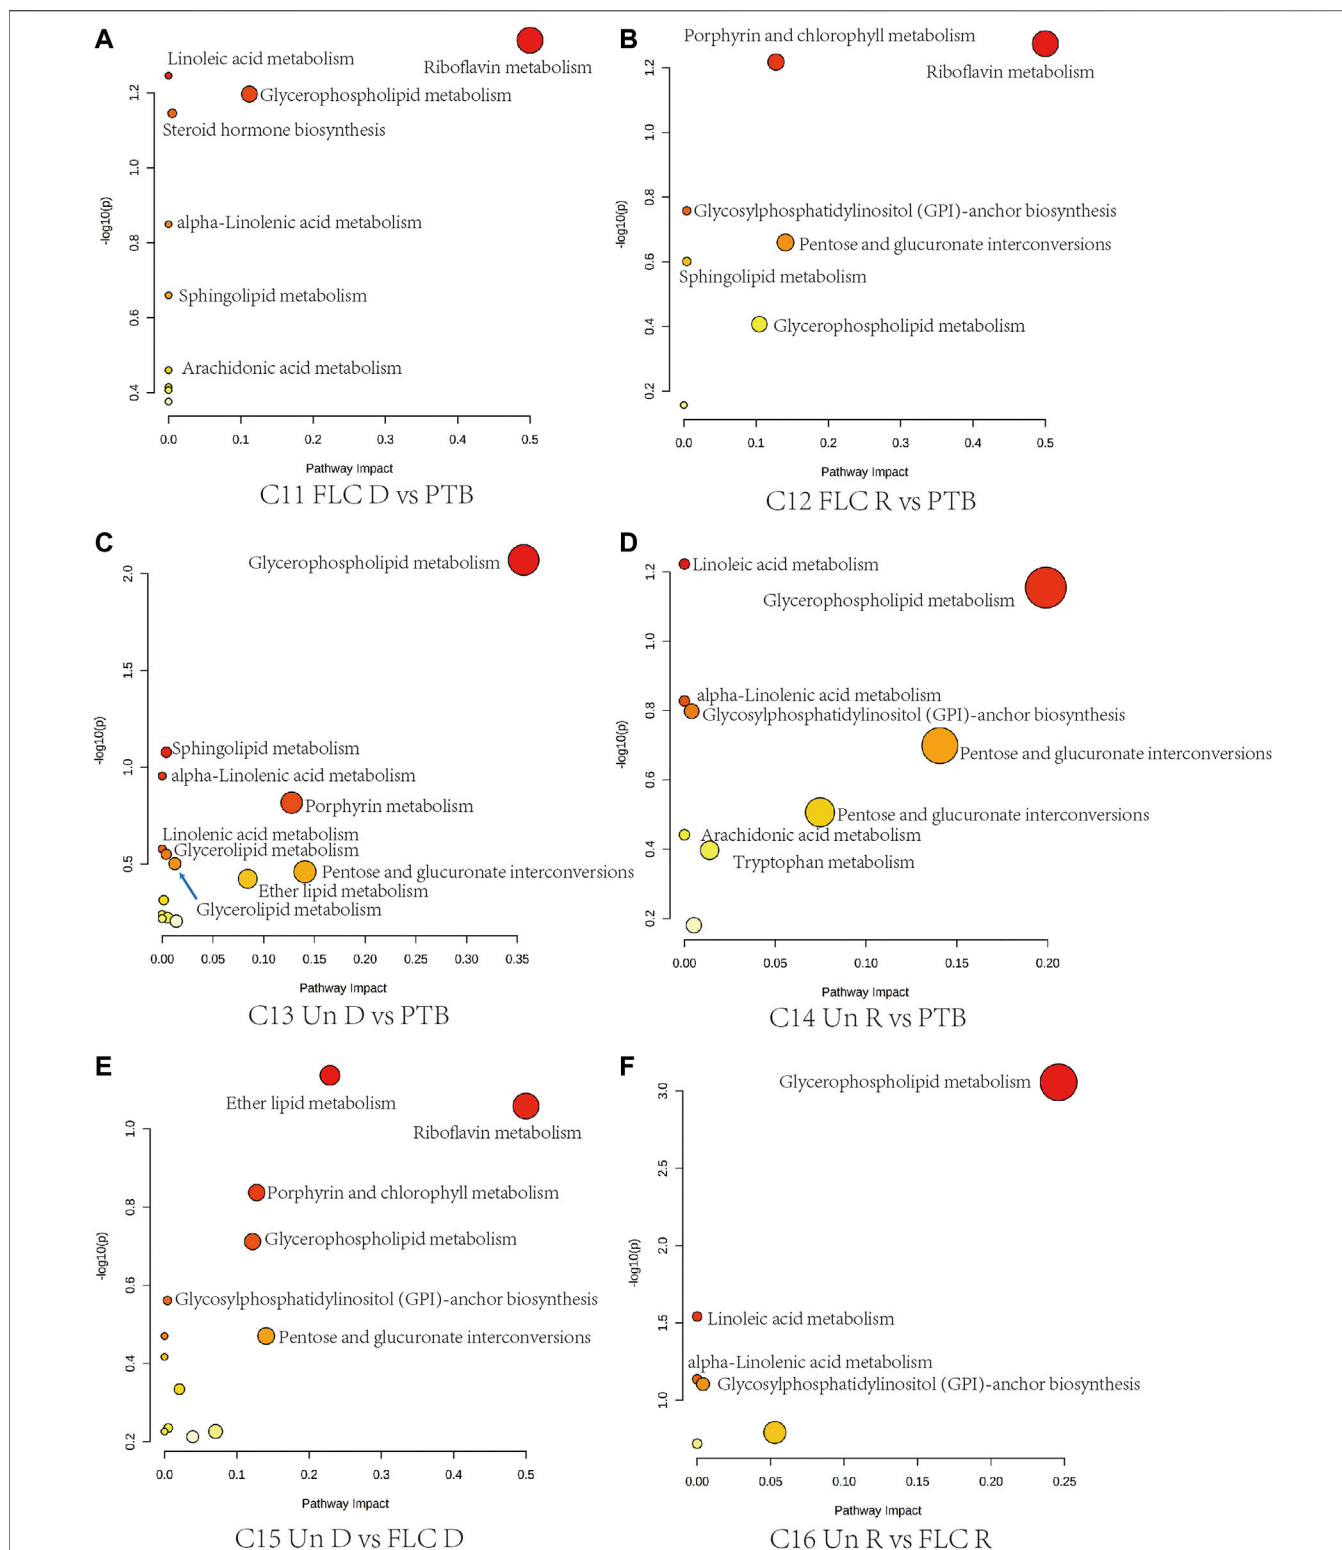 A
Linoleic acid metabolism
Riboflavin metabolism
Glycerophospholipid metabolism
Steroid hormone biosynthesis
alpha-Linolenic acid metabolism
Sphingolipid metabolism
Arachidonic acid metabolism
-log10(p)
1.2
1.0
0.8
0.6
0.4
0.0 0.1 0.2 0.3 0.4 0.5
Pathway Impact
C11 FLC D vs PTB
B
Porphyrin and chlorophyll metabolism
Riboflavin metabolism
Glycosylphosphatidylinositol (GPI)-anchor biosynthesis
Pentose and glucuronate interconversions
Sphingolipid metabolism
Glycerophospholipid metabolism
-log10(p)
1.2
1.0
0.8
0.6
0.4
0.2
0.0 0.1 0.2 0.3 0.4 0.5
Pathway Impact
C12 FLC R vs PTB
C
Glycerophospholipid metabolism
Sphingolipid metabolism
alpha-Linolenic acid metabolism
Porphyrin metabolism
Linolenic acid metabolism
Glycerolipid metabolism
Pentose and glucuronate interconversions
Ether lipid metabolism
Glycerolipid metabolism
-log10(p)
2.0
1.5
1.0
0.5
0.00 0.05 0.10 0.15 0.20 0.25 0.30 0.35
Pathway Impact
C13 Un D vs PTB
D
Linoleic acid metabolism
Glycerophospholipid metabolism
alpha-Linolenic acid metabolism
Glycosylphosphatidylinositol (GPI)-anchor biosynthesis
Pentose and glucuronate interconversions
Pentose and glucuronate interconversions
Arachidonic acid metabolism
Tryptophan metabolism
-log10(p)
1.2
1.0
0.8
0.6
0.4
0.2
0.00 0.05 0.10 0.15 0.20
Pathway Impact
C14 Un R vs PTB
E
Ether lipid metabolism
Riboflavin metabolism
Porphyrin and chlorophyll metabolism
Glycerophospholipid metabolism
Glycosylphosphatidylinositol (GPI)-anchor biosynthesis
Pentose and glucuronate interconversions
-log10(p)
1.0
0.8
0.6
0.4
0.2
0.0 0.1 0.2 0.3 0.4 0.5
Pathway Impact
C15 Un D vs FLC D
F
Glycerophospholipid metabolism
Linoleic acid metabolism
alpha-Linolenic acid metabolism
Glycosylphosphatidylinositol (GPI)-anchor biosynthesis
-log10(p)
3.0
2.5
2.0
1.5
1.0
0.00 0.05 0.10 0.15 0.20 0.25
Pathway Impact
C16 Un R vs FLC R